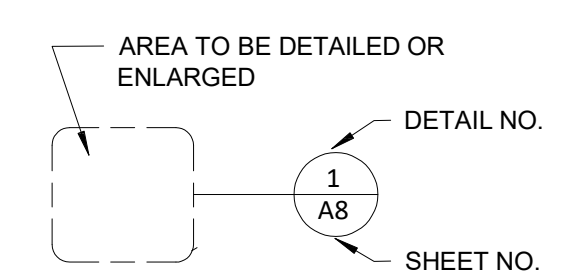 AREA TO BE DETAILED OR
ENLARGED
DETAIL NO.
1
A8
SHEET NO.